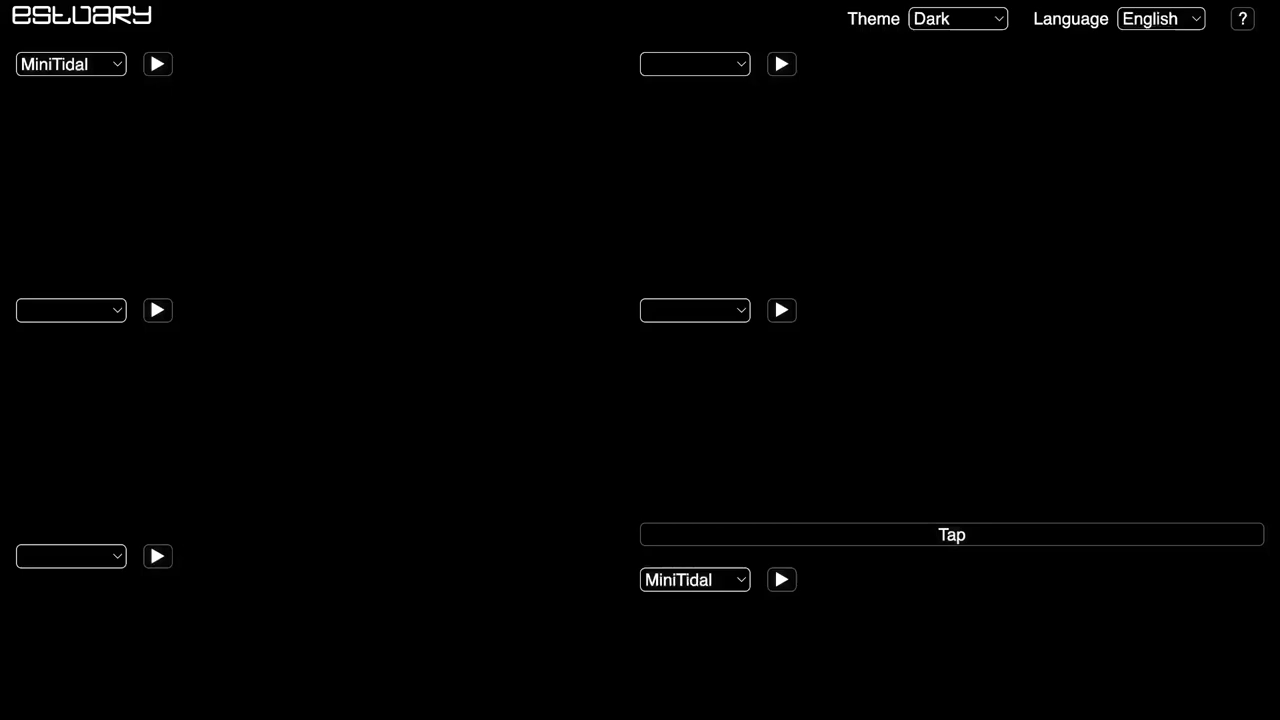 estuary
Theme Dark Language English ?
MiniTidal
Tap
MiniTidal